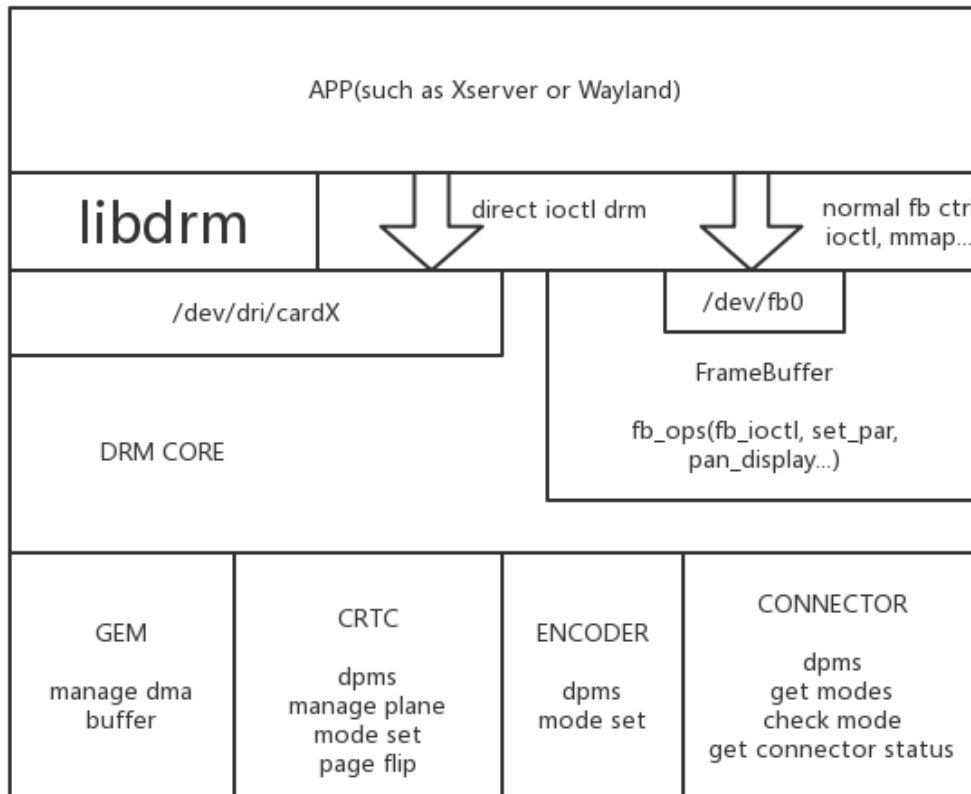 APP(such as Xserver or Wayland)
libdrm
direct ioctl drm
normal fb ctr
ioctl, mmap...
/dev/dri/cardX
/dev/fb0
FrameBuffer
fb_ops(fb_ioctl, set_par,
pan_display...)
DRM CORE
GEM
manage dma
buffer
CRTC
dpms
manage plane
mode set
page flip
ENCODER
dpms
mode set
CONNECTOR
dpms
get modes
check mode
get connector status